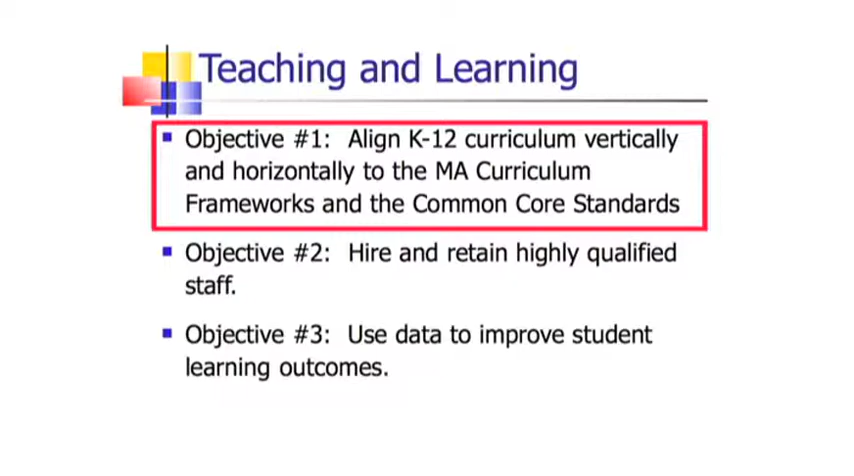 Teaching and Learning
Objective #1: Align K-12 curriculum vertically
and horizontally to the MA Curriculum
Frameworks and the Common Core Standards
Objective #2: Hire and retain highly qualified
staff.
Objective #3: Use data to improve student
learning outcomes.